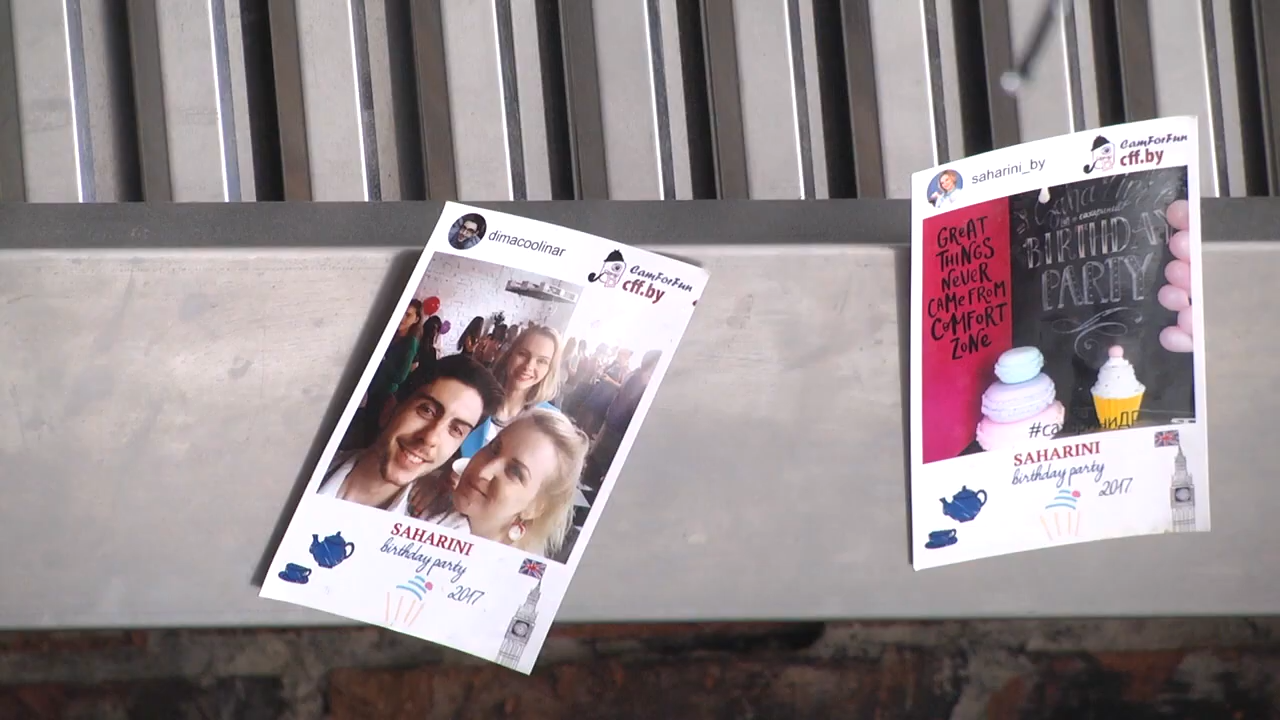 dimacoolinar
CamForFun
cff.by
SAHARINI
birthday party
2017
saharini_by
CamForFun
cff.by
GREAT
THINGS
NEVER
CAME FROM
COMFORT
ZONE
BIRTHDAY
PARTY
SAHARINI
birthday party
2017